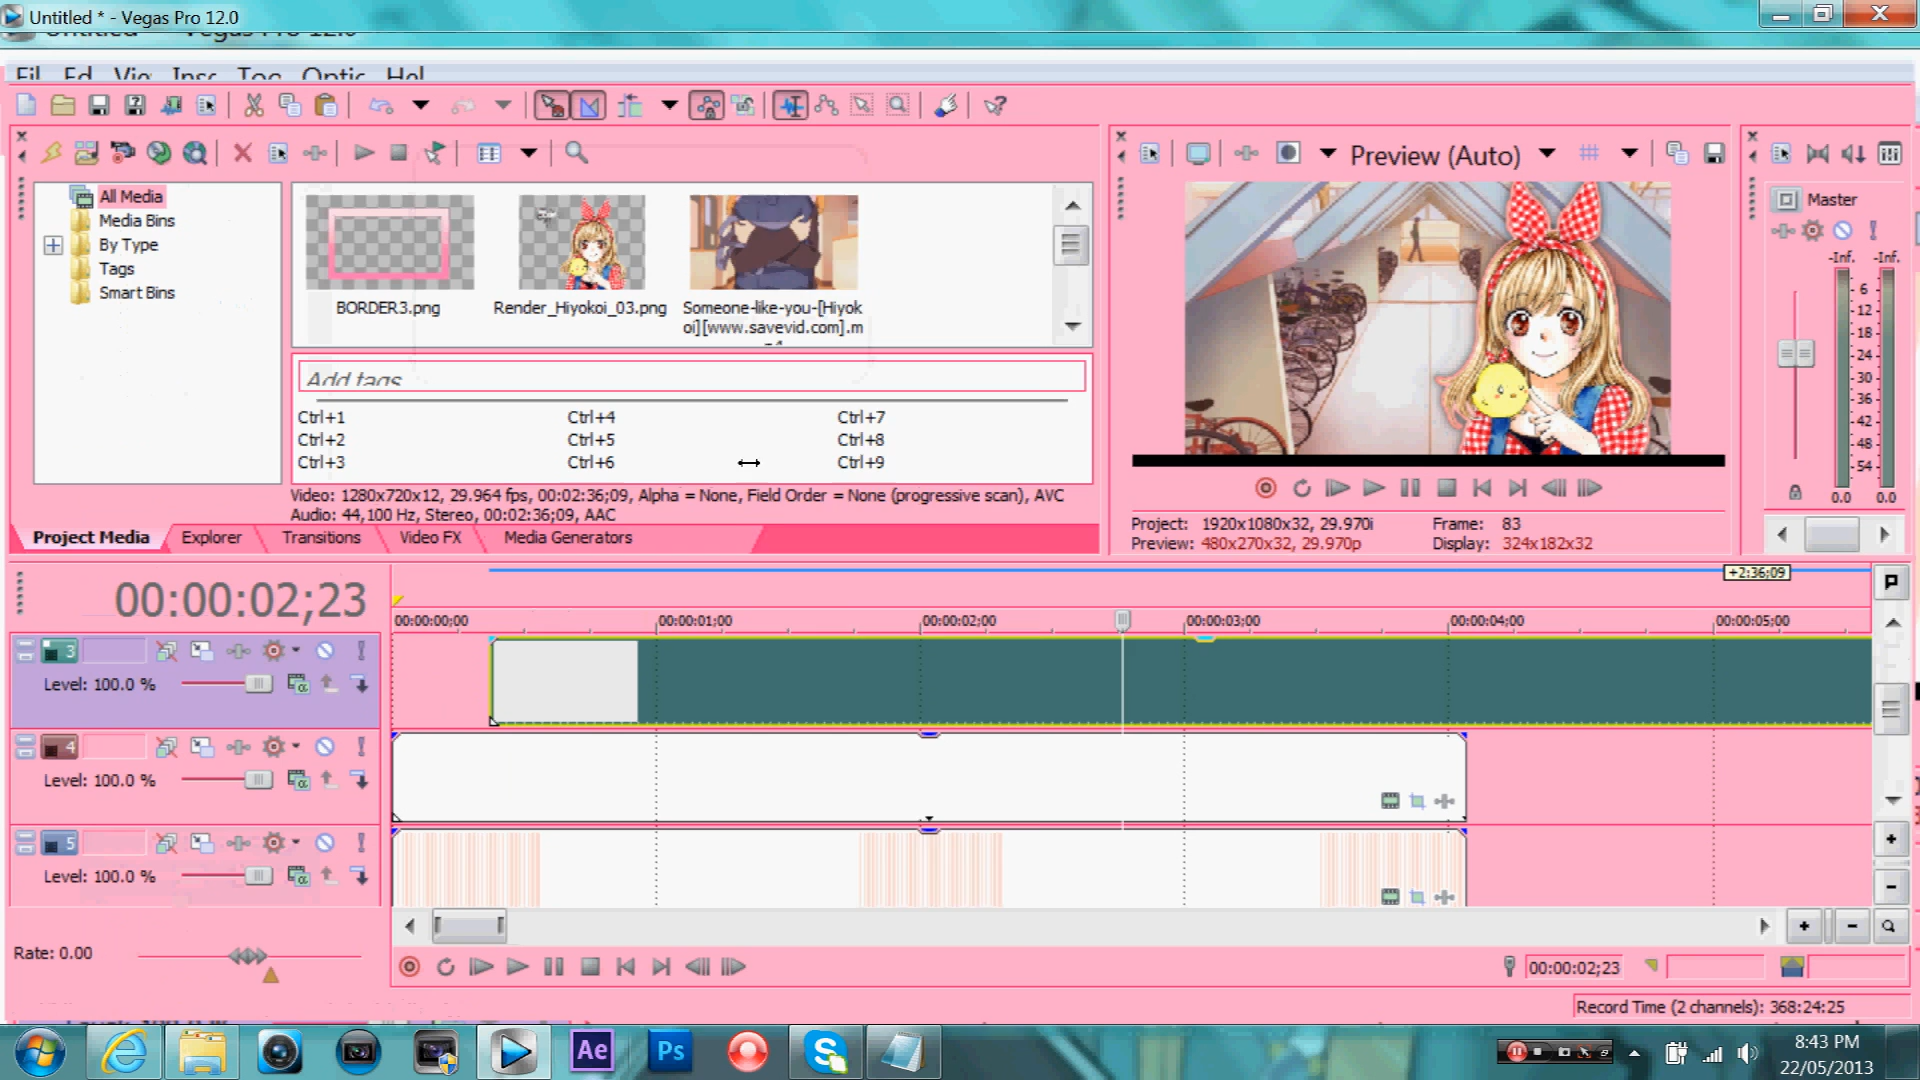 Untitled * - Vegas Pro 12.0
All Media
Media Bins
By Type
Tags
Smart Bins
BORDER3.png
Render_Hiyokoi_03.png
Someone-like-you-[Hiyok
oi][www.savevid.com].m
Add tags
Ctrl+1 Ctrl+4 Ctrl+7
Ctrl+2 Ctrl+5 Ctrl+8
Ctrl+3 Ctrl+6 Ctrl+9
Video: 1280x720x12, 29.964 fps, 00:02:36;09, Alpha = None, Field Order = None (progressive scan), AVC
Audio: 44,100 Hz, Stereo, 00:02:36;09, AAC
Project Media Explorer Transitions Video FX Media Generators
Preview (Auto)
Project: 1920x1080x32, 29.970i Frame: 83
Preview: 480x270x32, 29.970p Display: 324x182x32
Master
-Inf. -Inf.
6
12
18
24
30
36
42
48
54
0.0 0.0
00:00:02;23
+2:36;09
00:00:00;00 00:00:01;00 00:00:02;00 00:00:03;00 00:00:04;00 00:00:05;00
3
Level: 100.0 %
4
Level: 100.0 %
5
Level: 100.0 %
Rate: 0.00
00:00:02;23
Record Time (2 channels): 368:24:25
Ae
Ps
8:43 PM
22/05/2013